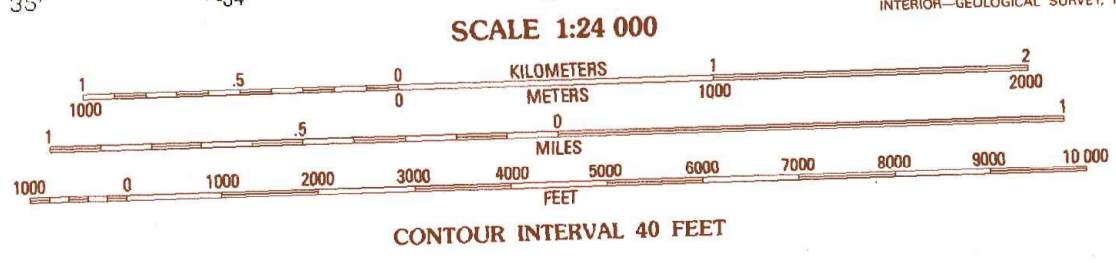 35'
INTERIOR—GEOLOGICAL SURVEY,
SCALE 1:24 000
1 .5 0 KILOMETERS 1 2
1000 0 METERS 1000 2000
1 .5 0 1
MILES
1000 0 1000 2000 3000 4000 5000 6000 7000 8000 9000 10 000
FEET
CONTOUR INTERVAL 40 FEET